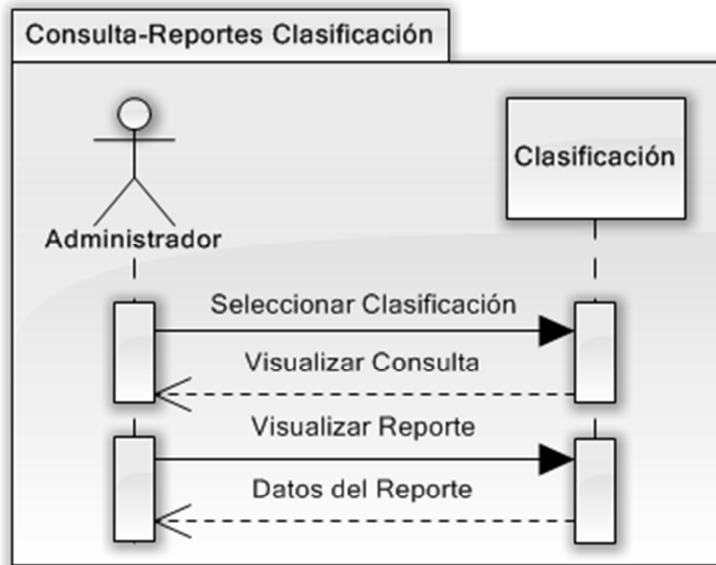 Consulta-Reportes Clasificación
Clasificación
Administrador
Seleccionar Clasificación
Visualizar Consulta
Visualizar Reporte
Datos del Reporte